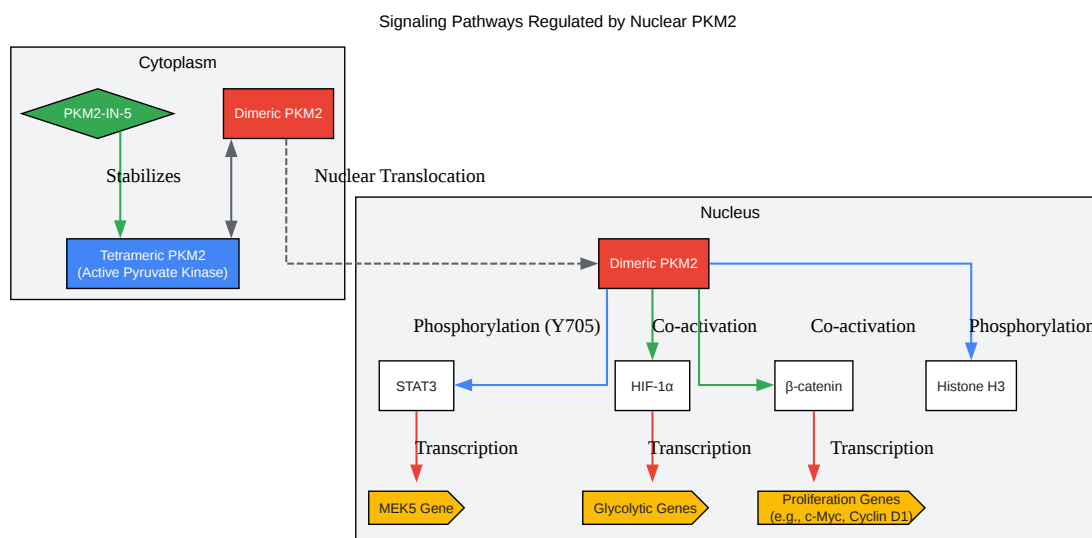 Signaling Pathways Regulated by Nuclear PKM2
Cytoplasm
PKM2-IN-5
Dimeric PKM2
Stabilizes
Nuclear Translocation
Tetrameric PKM2
(Active Pyruvate Kinase)
Nucleus
Dimeric PKM2
Phosphorylation (Y705)
Co-activation
Co-activation
Phosphorylation
STAT3
HIF-1α
β-catenin
Histone H3
Transcription
Transcription
Transcription
MEK5 Gene
Glycolytic Genes
Proliferation Genes
(e.g., c-Myc, Cyclin D1)